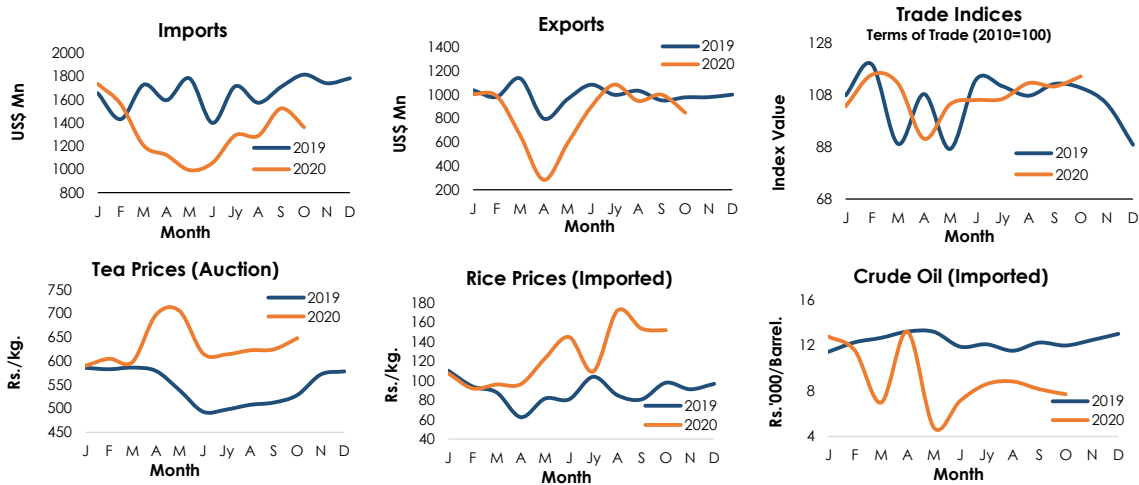 Imports
2000
1800
1600
1400
1200
1000
800
US$ Mn
2019
2020
J F M A M J Jy A S O N D
Month
Exports
1400
1200
1000
800
600
400
200
US$ Mn
2019
2020
J F M A M J Jy A S O N D
Month
Trade Indices
Terms of Trade (2010=100)
128
108
88
68
Index Value
2019
2020
J F M A M J Jy A S O N D
Month
Tea Prices (Auction)
750
700
650
600
550
500
450
Rs./kg.
2019
2020
J F M A M J Jy A S O N D
Month
Rice Prices (Imported)
180
160
140
120
100
80
60
40
Rs./kg.
2019
2020
J F M A M J Jy A S O N D
Month
Crude Oil (Imported)
16
12
8
4
Rs.'000/Barrel.
2019
2020
J F M A M J Jy A S O N D
Month